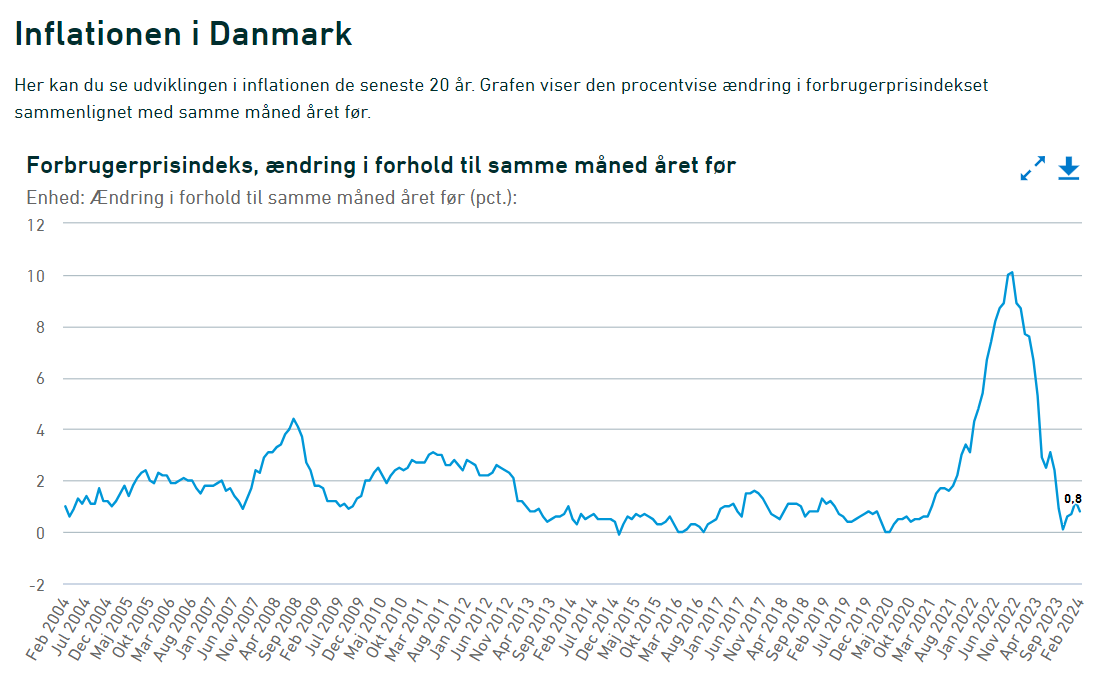 Inflationen i Danmark
Her kan du se udviklingen i inflationen de seneste 20 år. Grafen viser den procentvise ændring i forbrugerprisindekset
sammenlignet med samme måned året før.
Forbrugerprisindeks, ændring i forhold til samme måned året før
Enhed: Ændring i forhold til samme måned året før (pct.):
12
10
8
6
4
2
0
-2
0,8
Feb 2004
Jul 2004
Dec 2004
Maj 2005
Okt 2005
Mar 2006
Aug 2006
Jan 2007
Jun 2007
Nov 2007
Apr 2008
Sep 2008
Feb 2009
Jul 2009
Dec 2009
Maj 2010
Okt 2010
Mar 2011
Aug 2011
Jan 2012
Jun 2012
Nov 2012
Apr 2013
Sep 2013
Feb 2014
Jul 2014
Dec 2014
Maj 2015
Okt 2015
Mar 2016
Aug 2016
Jan 2017
Jun 2017
Nov 2017
Apr 2018
Sep 2018
Feb 2019
Jul 2019
Dec 2019
Maj 2020
Okt 2020
Mar 2021
Aug 2021
Jan 2022
Jun 2022
Nov 2022
Apr 2023
Sep 2023
Feb 2024